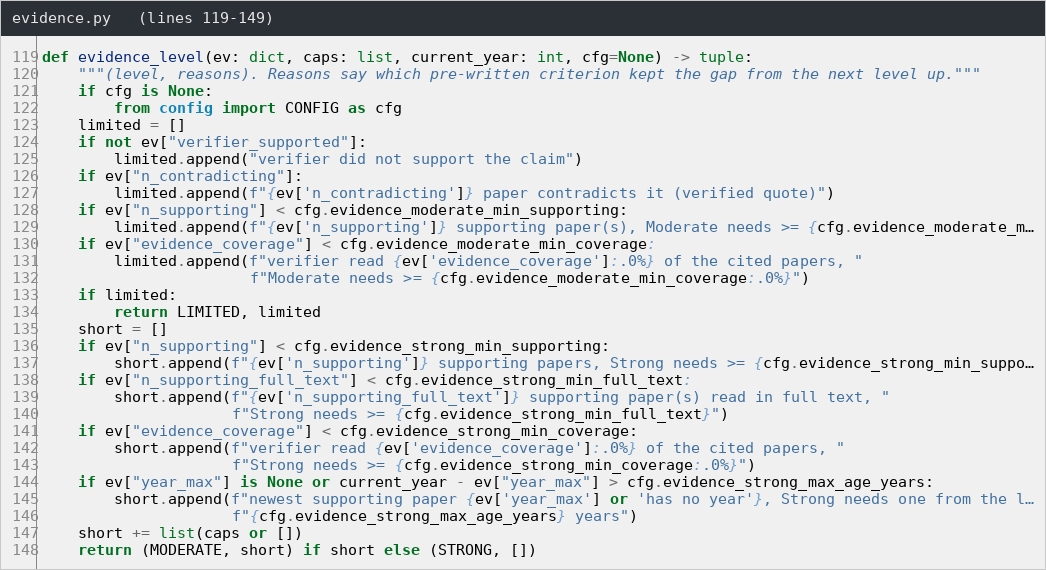 evidence.py   (lines 119-149)
119 def evidence_level(ev: dict, caps: list, current_year: int, cfg=None) -> tuple:
120     """(level, reasons). Reasons say which pre-written criterion kept the gap from the next level up."""
121     if cfg is None:
122         from config import CONFIG as cfg
123     limited = []
124     if not ev["verifier_supported"]:
125         limited.append("verifier did not support the claim")
126     if ev["n_contradicting"]:
127         limited.append(f"{ev['n_contradicting']} paper contradicts it (verified quote)")
128     if ev["n_supporting"] < cfg.evidence_moderate_min_supporting:
129         limited.append(f"{ev['n_supporting']} supporting paper(s), Moderate needs >= {cfg.evidence_moderate_m…
130     if ev["evidence_coverage"] < cfg.evidence_moderate_min_coverage:
131         limited.append(f"verifier read {ev['evidence_coverage']:.0%} of the cited papers, "
132                        f"Moderate needs >= {cfg.evidence_moderate_min_coverage:.0%}")
133     if limited:
134         return LIMITED, limited
135     short = []
136     if ev["n_supporting"] < cfg.evidence_strong_min_supporting:
137         short.append(f"{ev['n_supporting']} supporting papers, Strong needs >= {cfg.evidence_strong_min_suppo…
138     if ev["n_supporting_full_text"] < cfg.evidence_strong_min_full_text:
139         short.append(f"{ev['n_supporting_full_text']} supporting paper(s) read in full text, "
140                      f"Strong needs >= {cfg.evidence_strong_min_full_text}")
141     if ev["evidence_coverage"] < cfg.evidence_strong_min_coverage:
142         short.append(f"verifier read {ev['evidence_coverage']:.0%} of the cited papers, "
143                      f"Strong needs >= {cfg.evidence_strong_min_coverage:.0%}")
144     if ev["year_max"] is None or current_year - ev["year_max"] > cfg.evidence_strong_max_age_years:
145         short.append(f"newest supporting paper {ev['year_max'] or 'has no year'}, Strong needs one from the l…
146                      f"{cfg.evidence_strong_max_age_years} years")
147     short += list(caps or [])
148     return (MODERATE, short) if short else (STRONG, [])